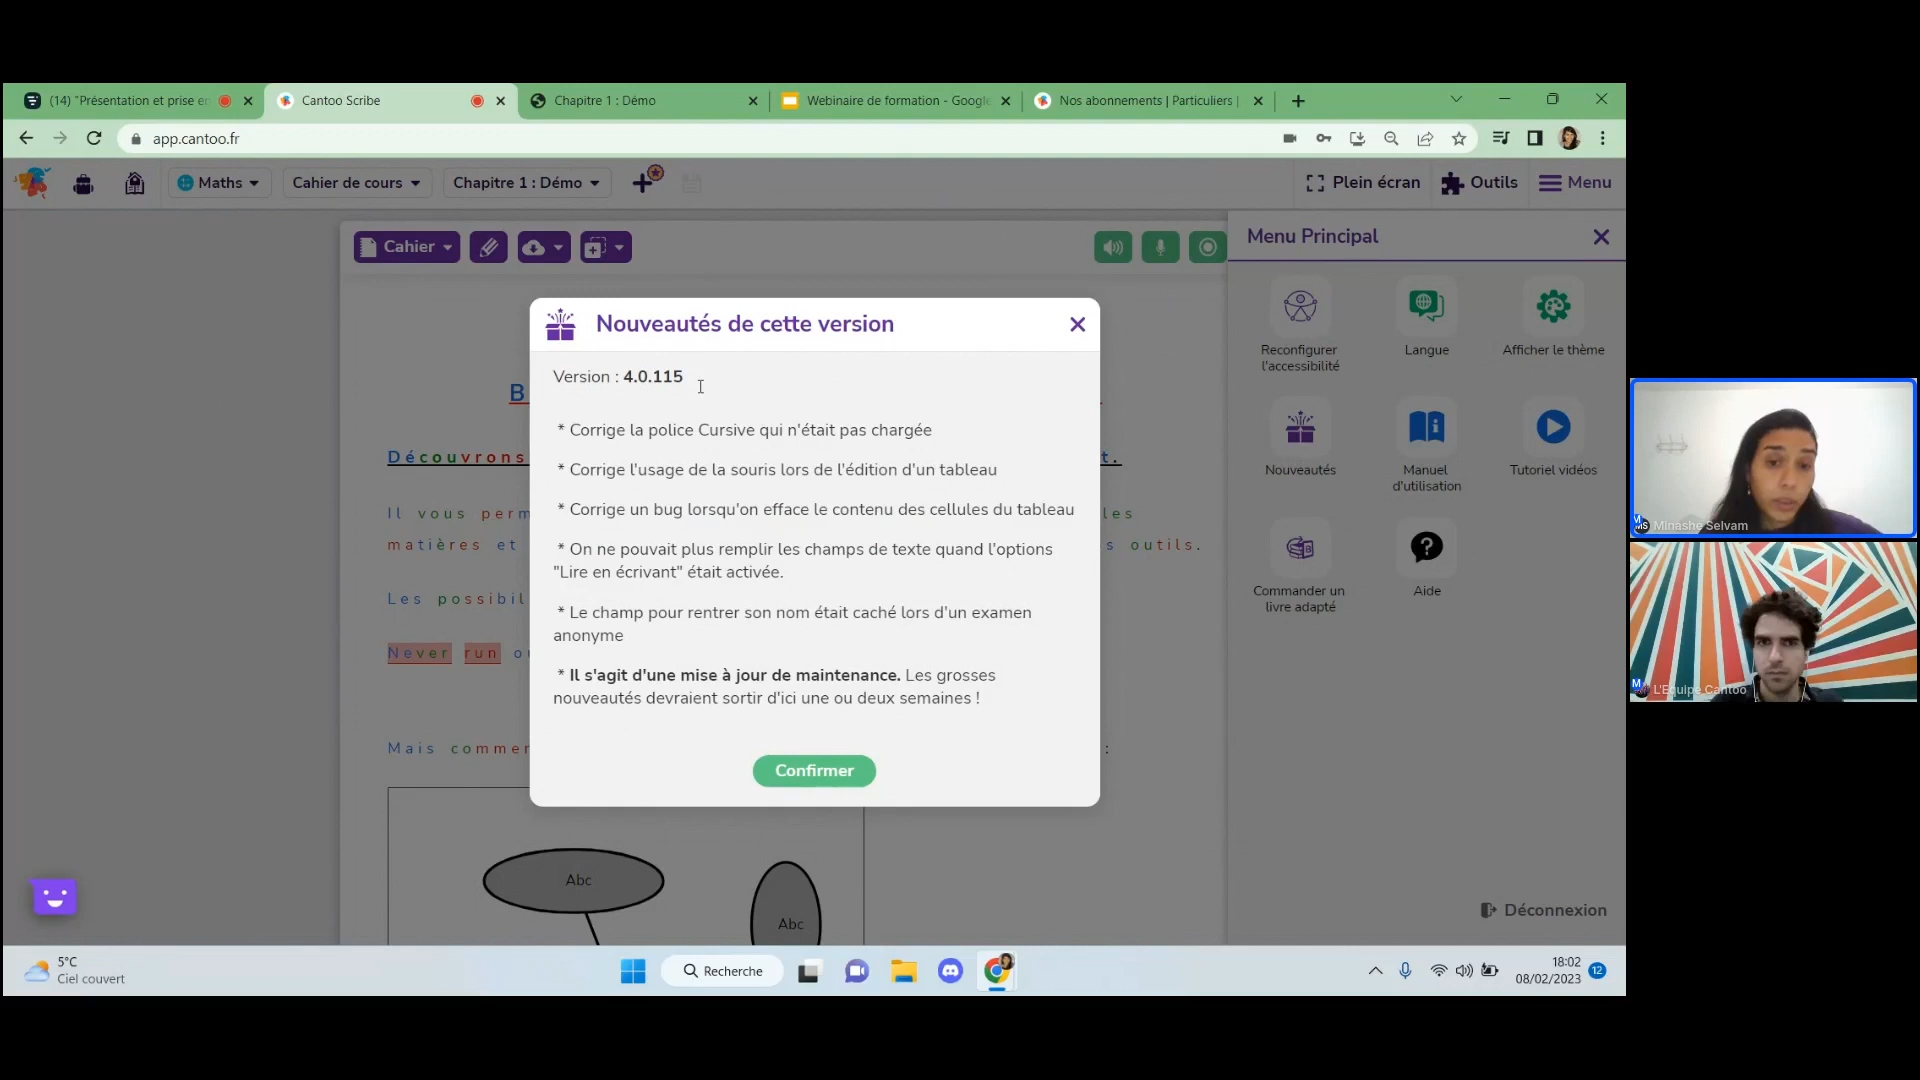 (14) "Présentation et prise en
Cantoo Scribe
Chapitre 1 : Démo
Webinaire de formation - Google
Nos abonnements | Particuliers |
app.cantoo.fr
Maths
Cahier de cours
Chapitre 1 : Démo
Plein écran
Outils
Menu
Cahier
Menu Principal
Reconfigurer
l'accessibilité
Langue
Afficher le thème
Nouveautés
Manuel
d'utilisation
Tutoriel vidéos
Commander un
livre adapté
Aide
Déconnexion
Nouveautés de cette version
Version : 4.0.115
* Corrige la police Cursive qui n'était pas chargée
* Corrige l'usage de la souris lors de l'édition d'un tableau
* Corrige un bug lorsqu'on efface le contenu des cellules du tableau
* On ne pouvait plus remplir les champs de texte quand l'options
"Lire en écrivant" était activée.
* Le champ pour rentrer son nom était caché lors d'un examen
anonyme
* Il s'agit d'une mise à jour de maintenance. Les grosses
nouveautés devraient sortir d'ici une ou deux semaines !
Confirmer
B
Découvrons t.
Il vous perm les
matières et s outils.
Les possibil
Never run ou
Mais commen :
Abc
Abc
Minashe Selvam
L'Equipe Cantoo
5°C
Ciel couvert
Recherche
18:02
08/02/2023
12